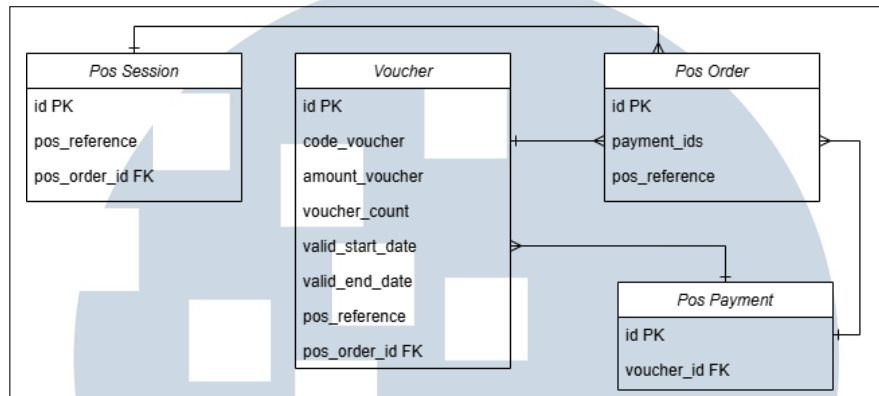 Pos Session
id PK
pos_reference
pos_order_id FK
Voucher
id PK
code_voucher
amount_voucher
voucher_count
valid_start_date
valid_end_date
pos_reference
pos_order_id FK
Pos Order
id PK
payment_ids
pos_reference
Pos Payment
id PK
voucher_id FK